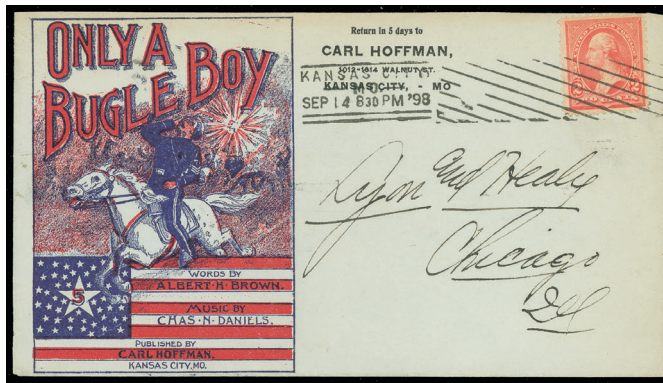 ONLY A
BUGLE BOY
5
WORDS BY
ALBERT·H·BROWN.
MUSIC BY
CHAS·N·DANIELS.
PUBLISHED BY
CARL HOFFMAN,
KANSAS CITY, MO.
Return in 5 days to
CARL HOFFMAN,
1012-1014 WALNUT ST.
KANSAS CITY, - MO
KANSAS CITY,
MO.
SEP 14 830 PM '98
Lyon and Healy
Chicago
Ill